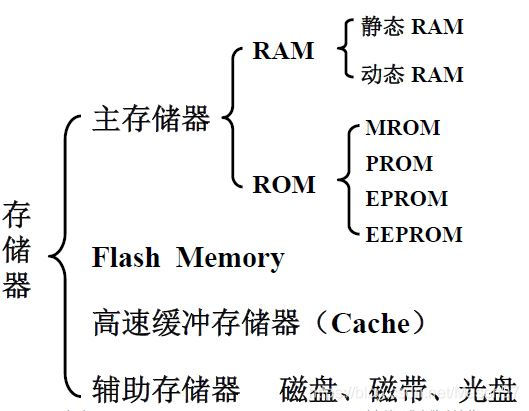 存储器
主存储器
RAM
静态 RAM
动态 RAM
ROM
MROM
PROM
EPROM
EEPROM
Flash Memory
高速缓冲存储器（Cache）
辅助存储器 磁盘、磁带、光盘